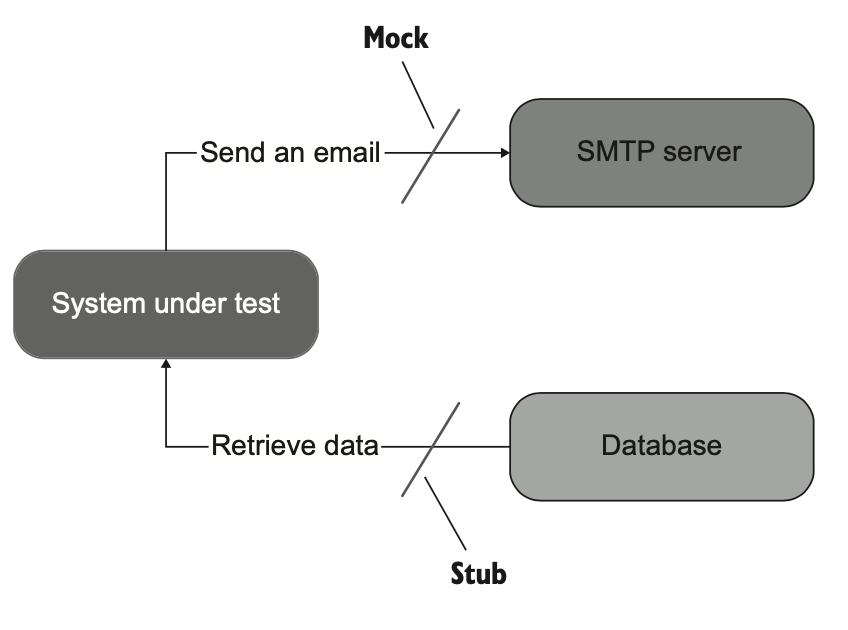 Mock
Send an email
SMTP server
System under test
Retrieve data
Database
Stub